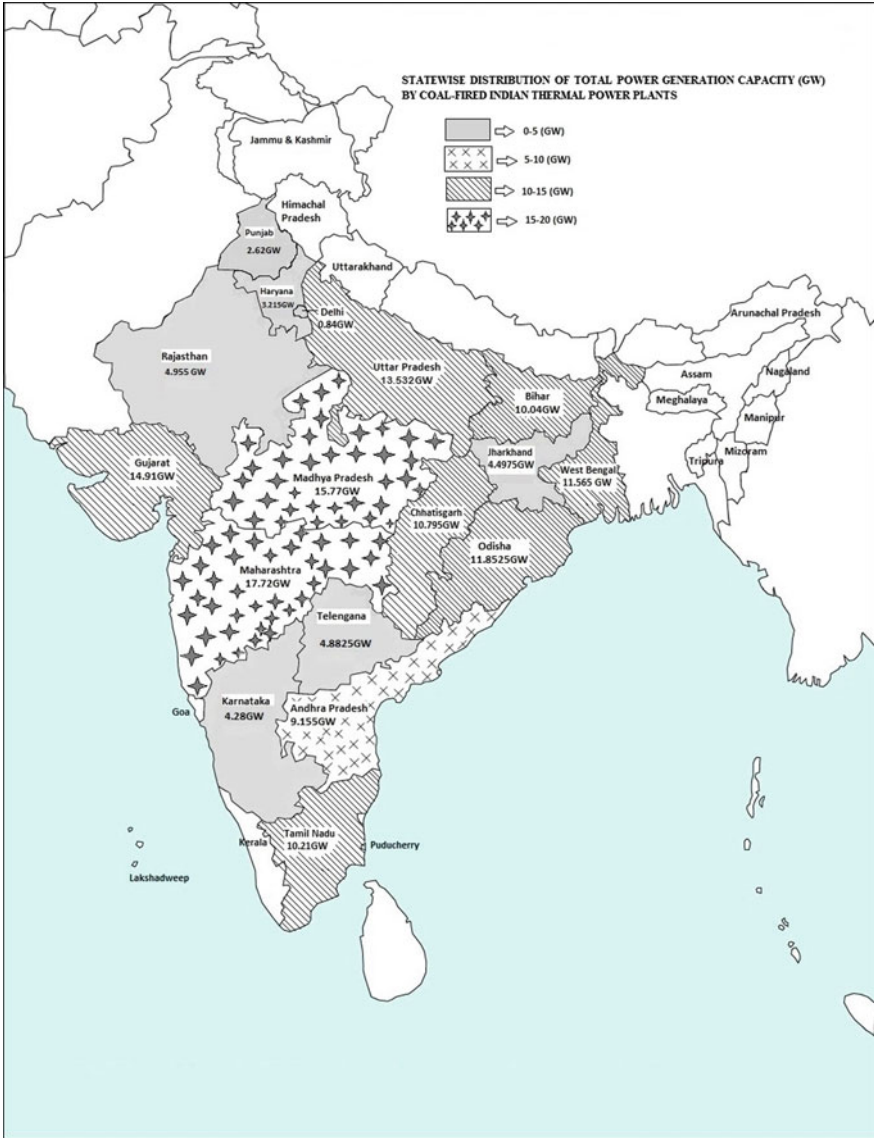 STATEWISE DISTRIBUTION OF TOTAL POWER GENERATION CAPACITY (GW)
BY COAL-FIRED INDIAN THERMAL POWER PLANTS
0-5 (GW)
5-10 (GW)
10-15 (GW)
15-20 (GW)
Jammu & Kashmir
Himachal
Pradesh
Punjab
2.62GW
Uttarakhand
Haryana
3.215GW
Delhi
0.84GW
Arunachal Pradesh
Rajasthan
4.955 GW
Uttar Pradesh
13.532GW
Assam
Nagaland
Bihar
10.04GW
Meghalaya
Manipur
Jharkhand
4.4975GW
Gujarat
14.91GW
West Bengal
11.565 GW
Tripura
Mizoram
Madhya Pradesh
15.77GW
Chhatisgarh
10.795GW
Odisha
11.8525GW
Maharashtra
17.72GW
Telengana
4.8825GW
Karnataka
4.28GW
Goa
Andhra Pradesh
9.155GW
Tamil Nadu
10.21GW
Kerala
Puducherry
Lakshadweep